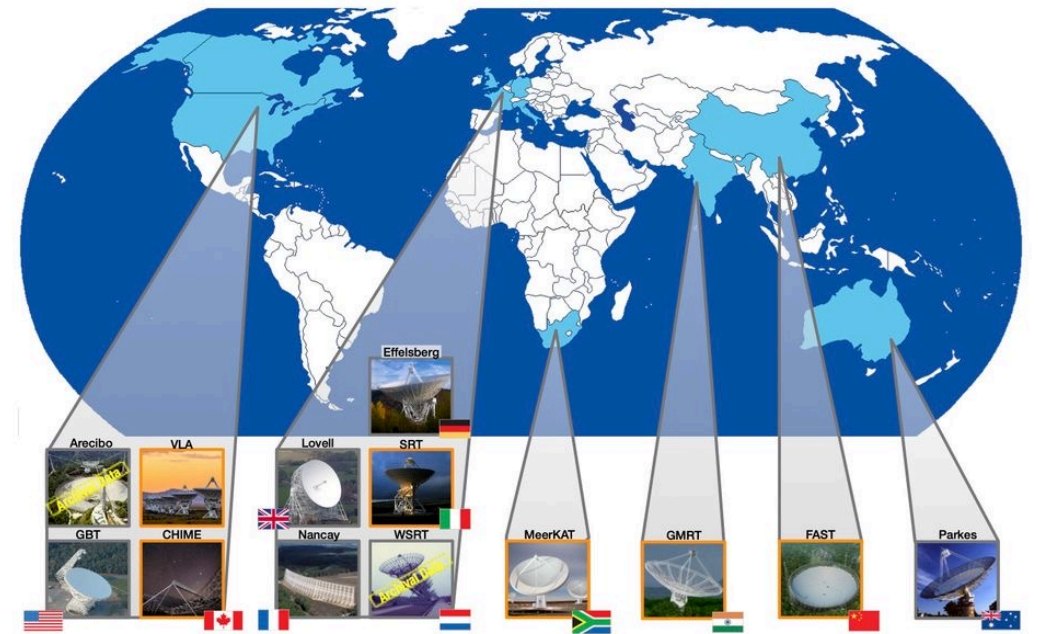 Effelsberg
Arecibo
VLA
Lovell
SRT
Archival Data
GBT
CHIME
Nancay
WSRT
Archival Data
MeerKAT
GMRT
FAST
Parkes